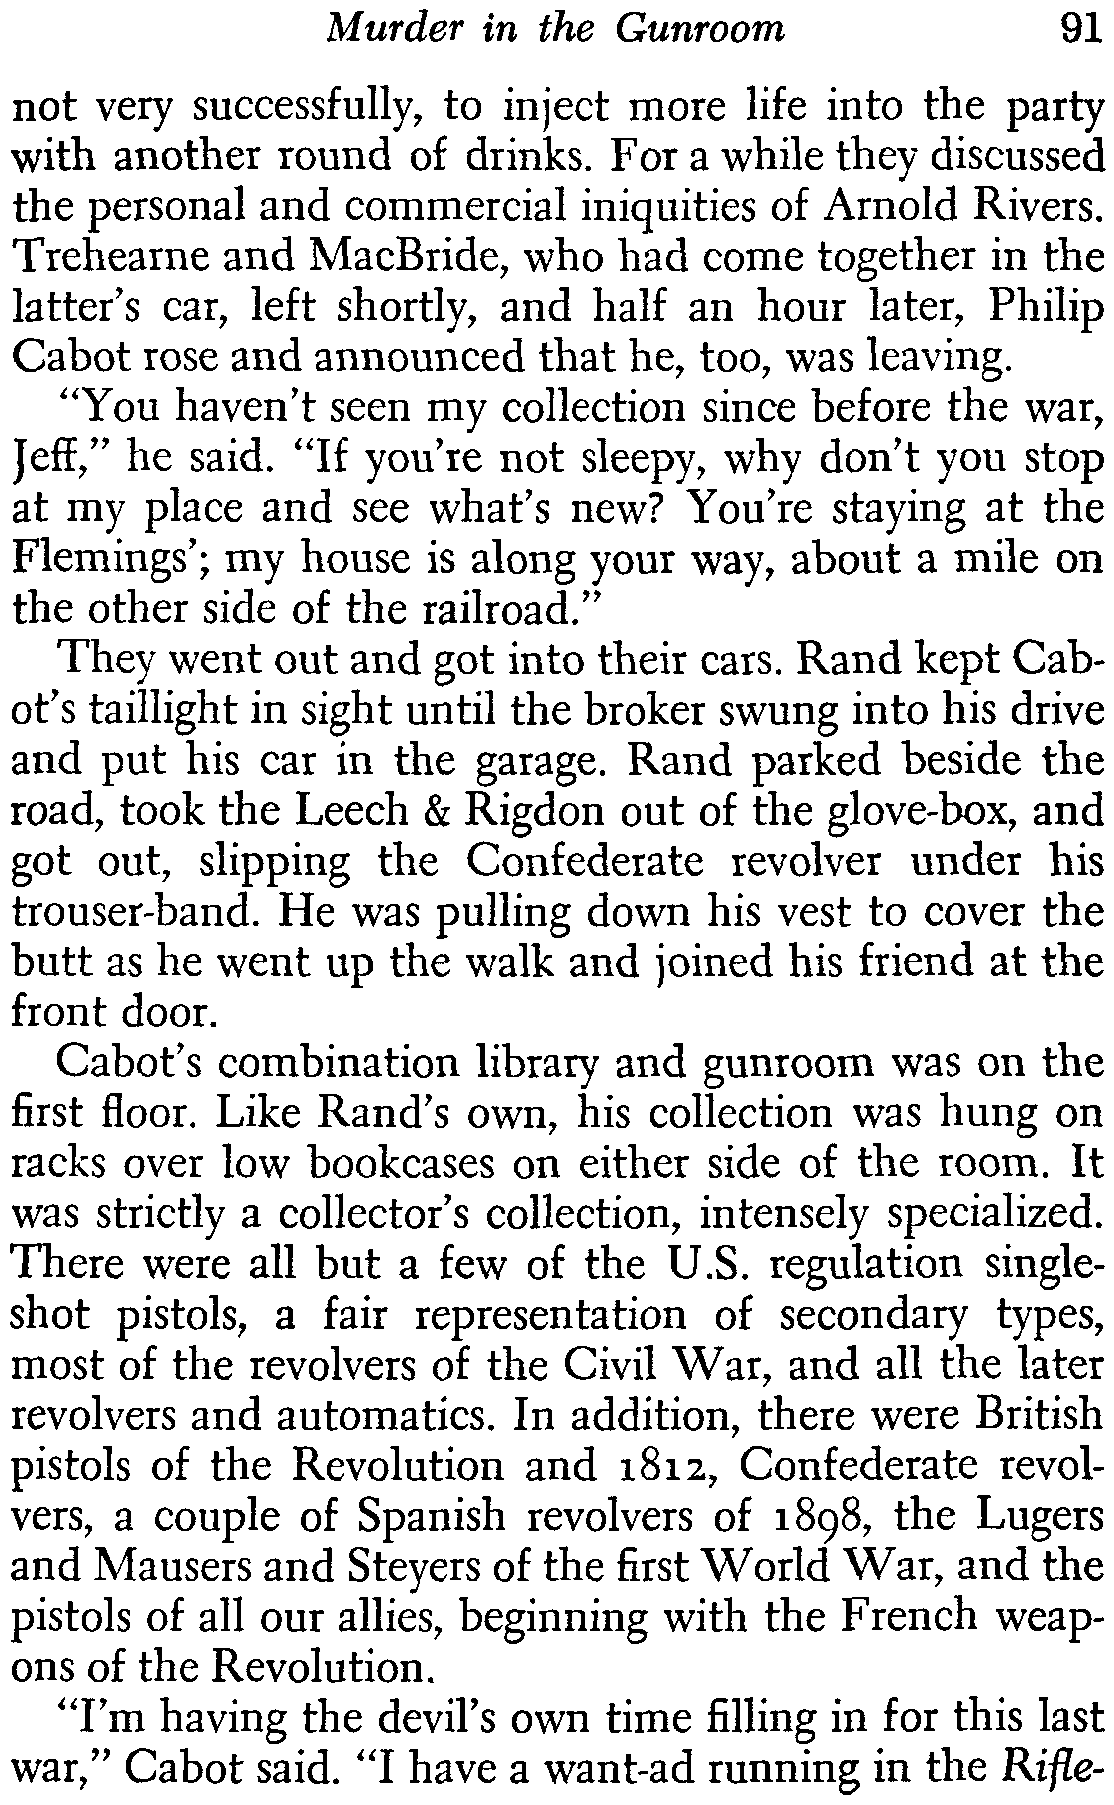 Murder in the Gunroom 91
not very successfully, to inject more life into the party
with another round of drinks. For a while they discussed
the personal and commercial iniquities of Arnold Rivers.
Trehearne and MacBride, who had come together in the
latter's car, left shortly, and half an hour later, Philip
Cabot rose and announced that he, too, was leaving.
"You haven't seen my collection since before the war,
Jeff," he said. "If you're not sleepy, why don't you stop
at my place and see what's new? You're staying at the
Flemings'; my house is along your way, about a mile on
the other side of the railroad."
They went out and got into their cars. Rand kept Cab-
ot's taillight in sight until the broker swung into his drive
and put his car in the garage. Rand parked beside the
road, took the Leech & Rigdon out of the glove-box, and
got out, slipping the Confederate revolver under his
trouser-band. He was pulling down his vest to cover the
butt as he went up the walk and joined his friend at the
front door.
Cabot's combination library and gunroom was on the
first floor. Like Rand's own, his collection was hung on
racks over low bookcases on either side of the room. It
was strictly a collector's collection, intensely specialized.
There were all but a few of the U.S. regulation single-
shot pistols, a fair representation of secondary types,
most of the revolvers of the Civil War, and all the later
revolvers and automatics. In addition, there were British
pistols of the Revolution and 1812, Confederate revol-
vers, a couple of Spanish revolvers of 1898, the Lugers
and Mausers and Steyers of the first World War, and the
pistols of all our allies, beginning with the French weap-
ons of the Revolution.
"I'm having the devil's own time filling in for this last
war," Cabot said. "I have a want-ad running in the Rifle-